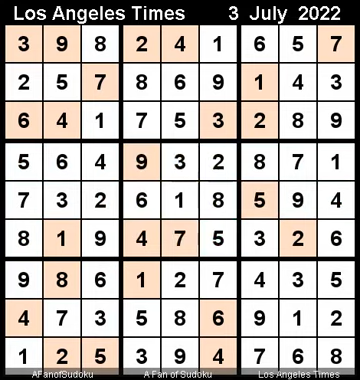 Los Angeles Times 3 July 2022
3 9 8 2 4 1 6 5 7
2 5 7 8 6 9 1 4 3
6 4 1 7 5 3 2 8 9
5 6 4 9 3 2 8 7 1
7 3 2 6 1 8 5 9 4
8 1 9 4 7 5 3 2 6
9 8 6 1 2 7 4 3 5
4 7 3 5 8 6 9 1 2
1 2 5 3 9 4 7 6 8
AFanofSudoku A Fan of Sudoku Los Angeles Times